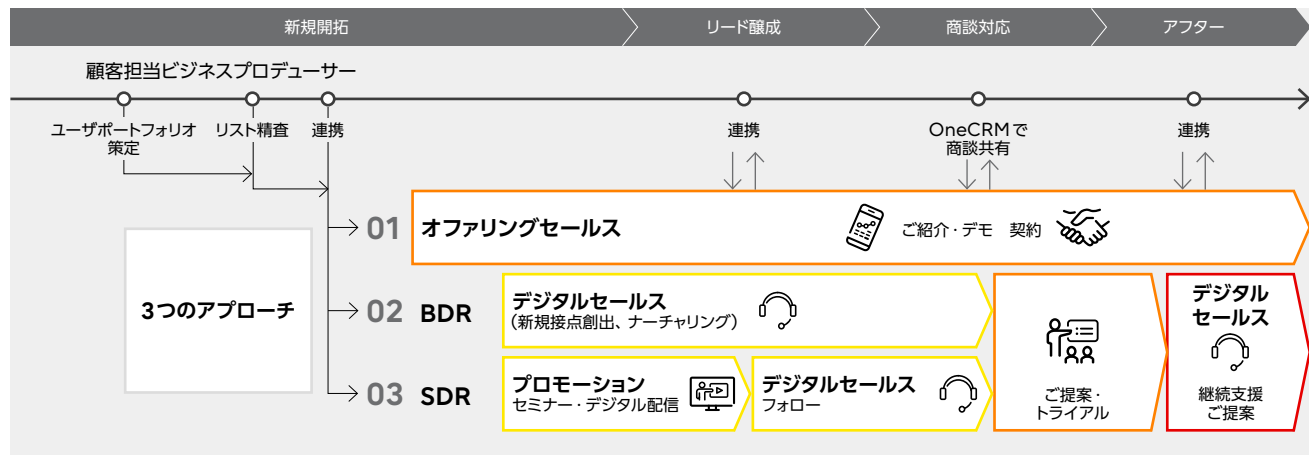 新規開拓
リード醸成
商談対応
アフター
顧客担当ビジネスプロデューサー
ユーザポートフォリオ
策定
リスト精査
連携
連携
OneCRMで
商談共有
連携
3つのアプローチ
01
オファリングセールス
ご紹介・デモ
契約
02
BDR
デジタルセールス
（新規接点創出、ナーチャリング）
03
SDR
プロモーション
セミナー・デジタル配信
デジタルセールス
フォロー
ご提案・
トライアル
デジタル
セールス
継続支援
ご提案